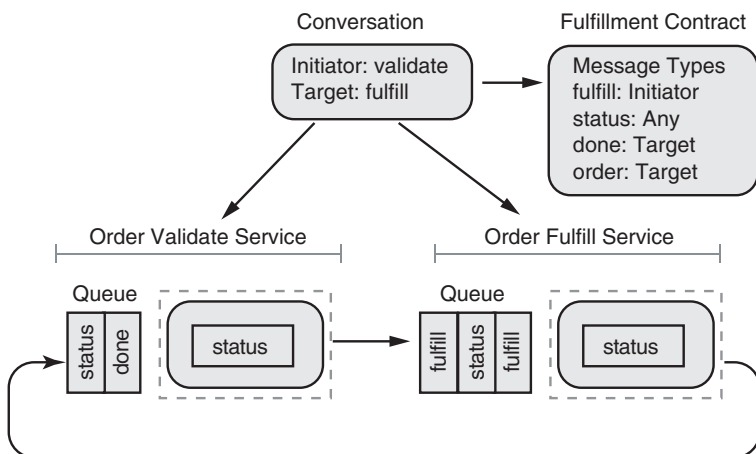 Conversation
Fulfillment Contract
Initiator: validate
Target: fulfill
Message Types
fulfill: Initiator
status: Any
done: Target
order: Target
Order Validate Service
Order Fulfill Service
Queue
status
done
status
Queue
fulfill
status
fulfill
status